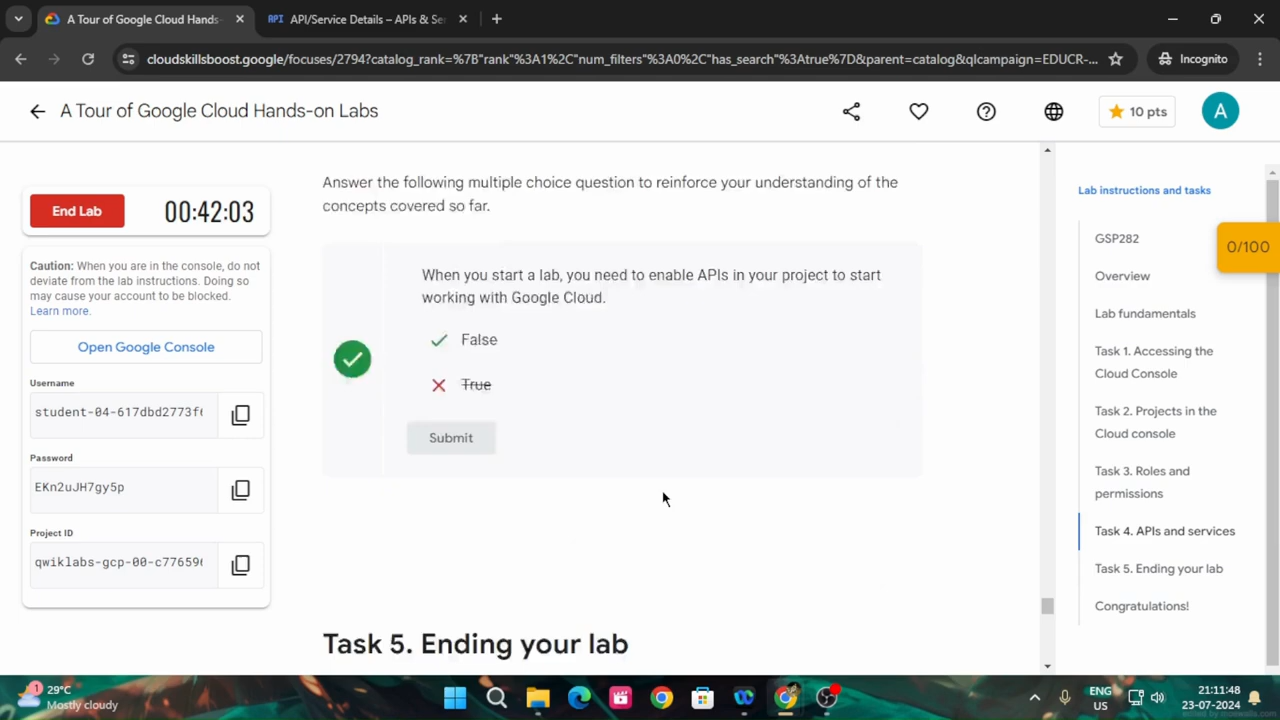 A Tour of Google Cloud Hands-
API API/Service Details – APIs & Se
cloudskillsboost.google/focuses/2794?catalog_rank=%7B"rank"%3A1%2C"num_filters"%3A0%2C"has_search"%3Atrue%7D&parent=catalog&qlcampaign=EDUCR-...
Incognito
A Tour of Google Cloud Hands-on Labs
10 pts
A
End Lab
00:42:03
Caution: When you are in the console, do not
deviate from the lab instructions. Doing so
may cause your account to be blocked.
Learn more.
Open Google Console
Username
student-04-617dbd2773f
Password
EKn2uJH7gy5p
Project ID
qwiklabs-gcp-00-c77659
Answer the following multiple choice question to reinforce your understanding of the
concepts covered so far.
When you start a lab, you need to enable APIs in your project to start
working with Google Cloud.
False
True
Submit
Task 5. Ending your lab
Lab instructions and tasks
0/100
GSP282
Overview
Lab fundamentals
Task 1. Accessing the
Cloud Console
Task 2. Projects in the
Cloud console
Task 3. Roles and
permissions
Task 4. APIs and services
Task 5. Ending your lab
Congratulations!
1
29°C
Mostly cloudy
ENG
US
21:11:48
23-07-2024